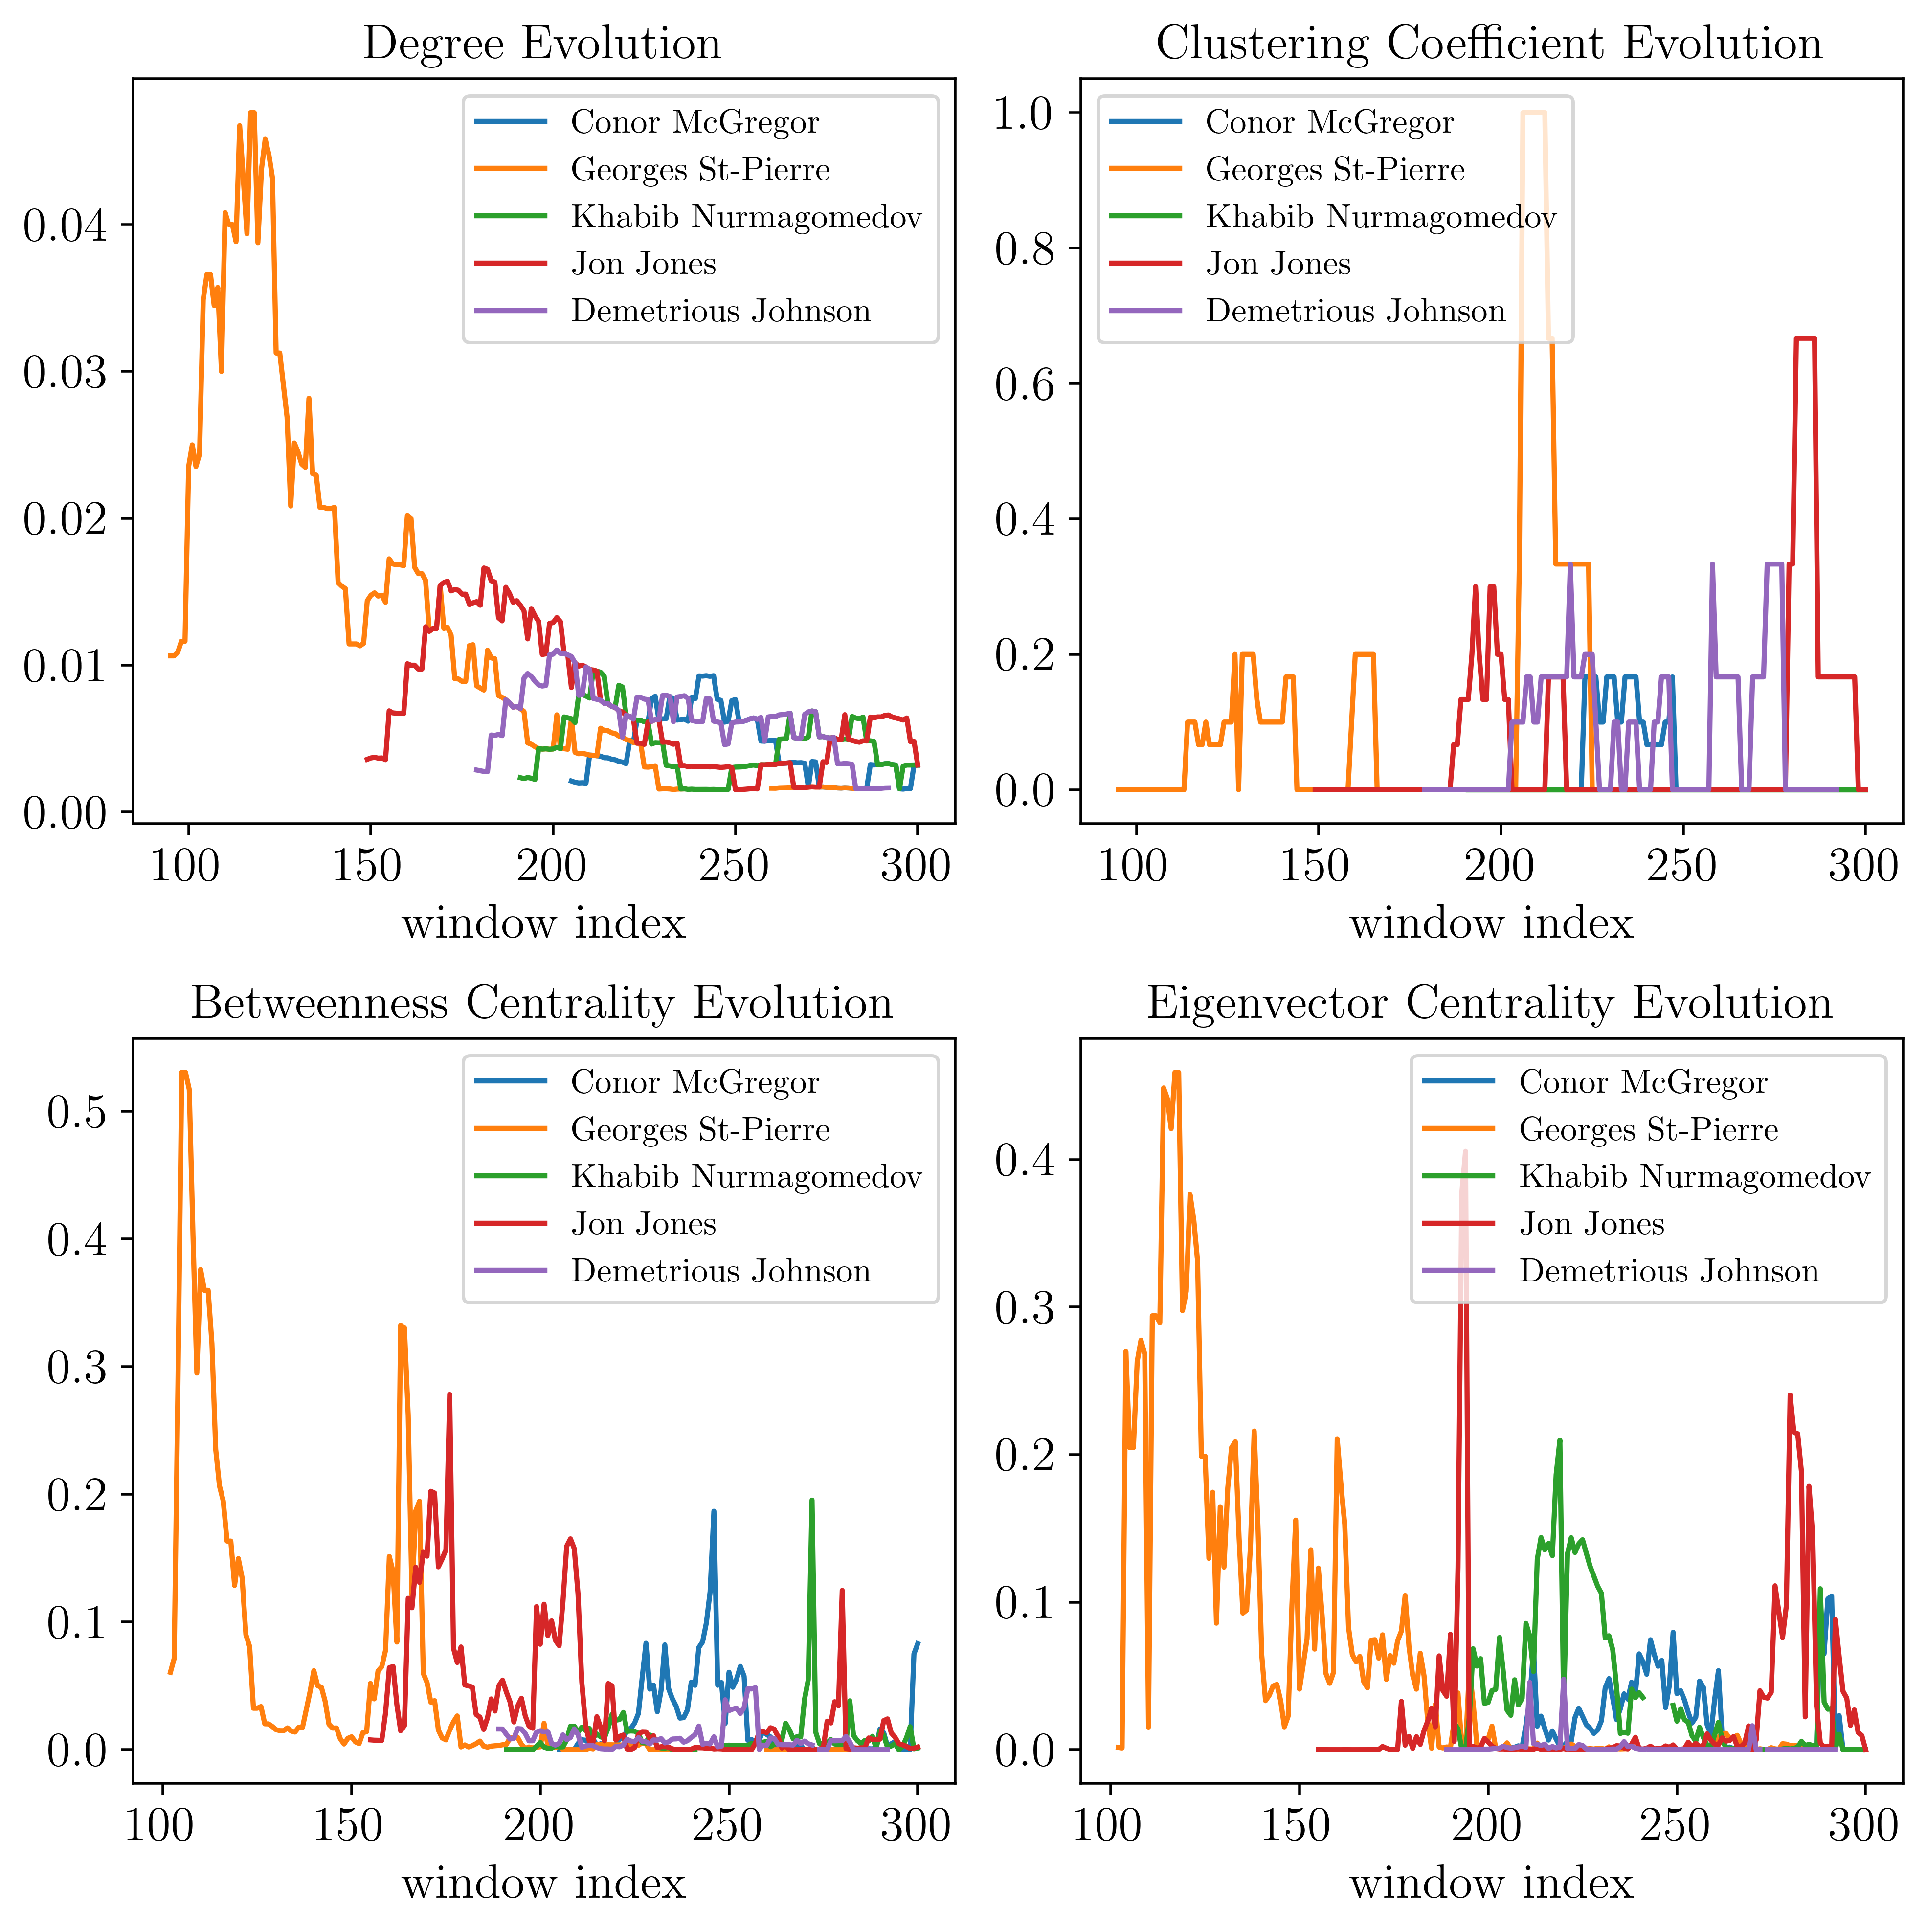 Degree Evolution
0.04
0.03
0.02
0.01
0.00
100 150 200 250 300
window index
Conor McGregor
Georges St-Pierre
Khabib Nurmagomedov
Jon Jones
Demetrious Johnson
Clustering Coefficient Evolution
1.0
0.8
0.6
0.4
0.2
0.0
100 150 200 250 300
window index
Conor McGregor
Georges St-Pierre
Khabib Nurmagomedov
Jon Jones
Demetrious Johnson
Betweenness Centrality Evolution
0.5
0.4
0.3
0.2
0.1
0.0
100 150 200 250 300
window index
Conor McGregor
Georges St-Pierre
Khabib Nurmagomedov
Jon Jones
Demetrious Johnson
Eigenvector Centrality Evolution
0.4
0.3
0.2
0.1
0.0
100 150 200 250 300
window index
Conor McGregor
Georges St-Pierre
Khabib Nurmagomedov
Jon Jones
Demetrious Johnson